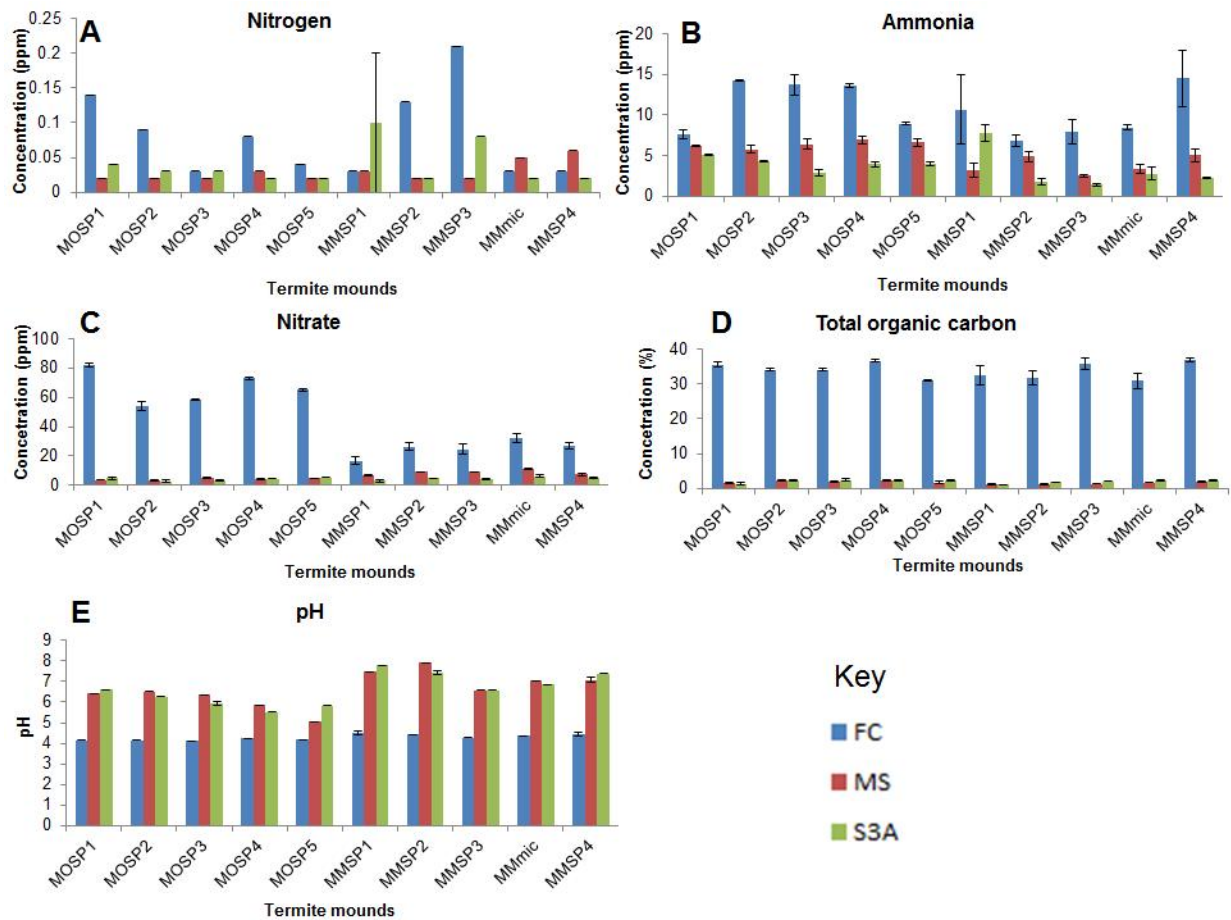 A Nitrogen
Concentration (ppm)
0.25
0.2
0.15
0.1
0.05
0
MOSP1 MOSP2 MOSP3 MOSP4 MOSP5 MMSP1 MMSP2 MMSP3 MMmic MMSP4
Termite mounds
B Ammonia
Concentration (ppm)
20
15
10
5
0
MOSP1 MOSP2 MOSP3 MOSP4 MOSP5 MMSP1 MMSP2 MMSP3 MMmic MMSP4
Termite mounds
C Nitrate
Concetration (ppm)
100
80
60
40
20
0
MOSP1 MOSP2 MOSP3 MOSP4 MOSP5 MMSP1 MMSP2 MMSP3 MMmic MMSP4
Termite mounds
D Total organic carbon
Concetration (%)
40
30
20
10
0
MOSP1 MOSP2 MOSP3 MOSP4 MOSP5 MMSP1 MMSP2 MMSP3 MMmic MMSP4
Termite mounds
E pH
pH
9
8
7
6
5
4
3
2
1
0
MOSP1 MOSP2 MOSP3 MOSP4 MOSP5 MMSP1 MMSP2 MMSP3 MMmic MMSP4
Termite mounds
Key
FC
MS
S3A